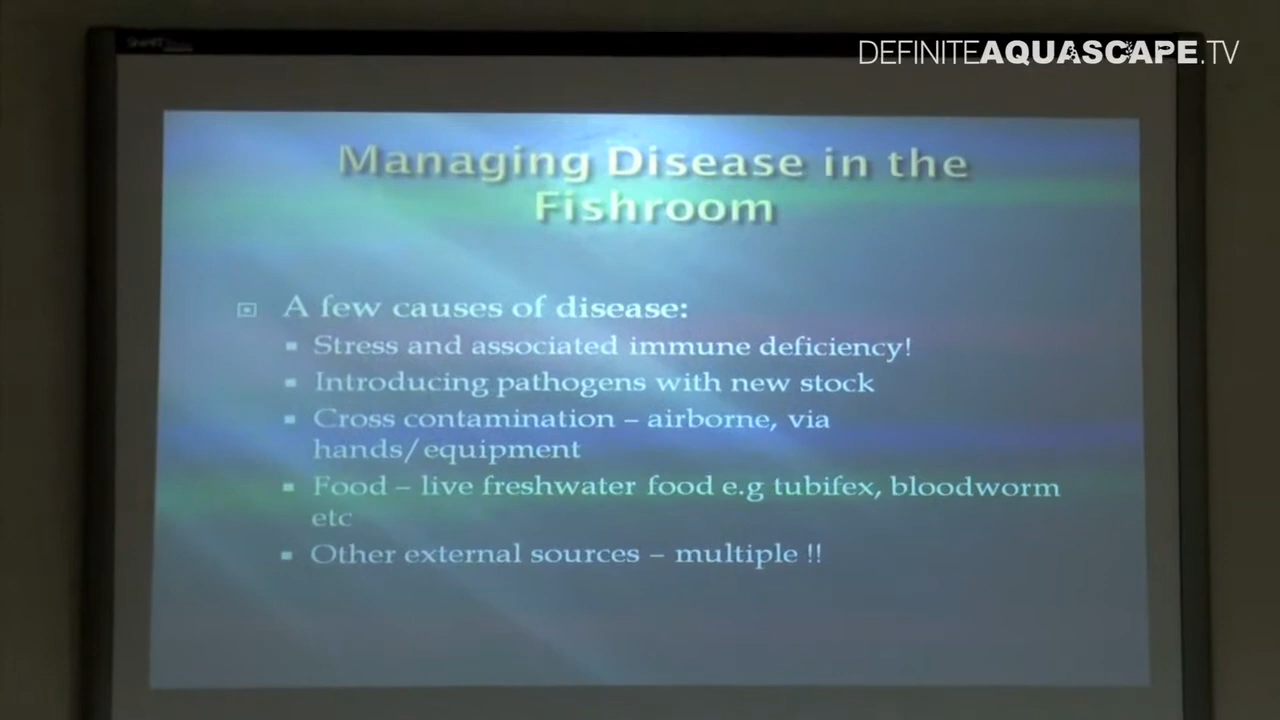 DEFINITEAQUASCAPE.TV
Managing Disease in the
Fishroom
A few causes of disease:
Stress and associated immune deficiency!
Introducing pathogens with new stock
Cross contamination – airborne, via
hands/equipment
Food – live freshwater food e.g tubifex, bloodworm
etc
Other external sources – multiple !!